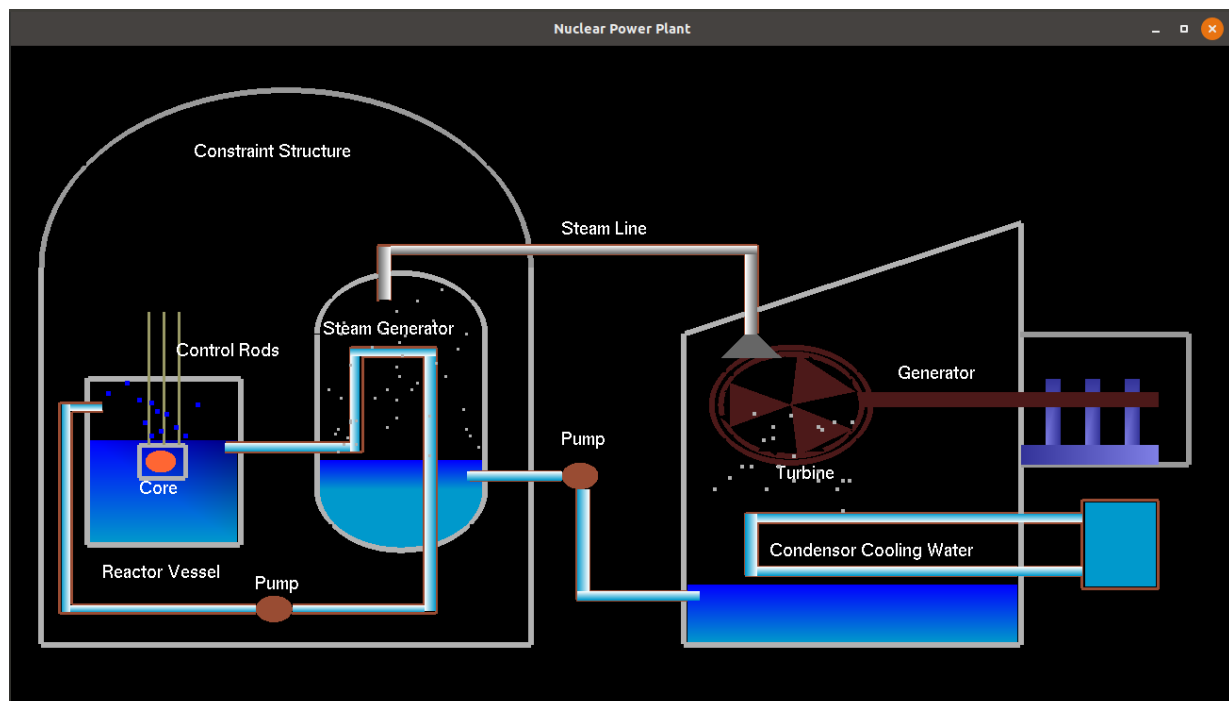 Nuclear Power Plant
Constraint Structure
Steam Line
Steam Generator
Control Rods
Generator
Pump
Turbine
Core
Condensor Cooling Water
Reactor Vessel
Pump